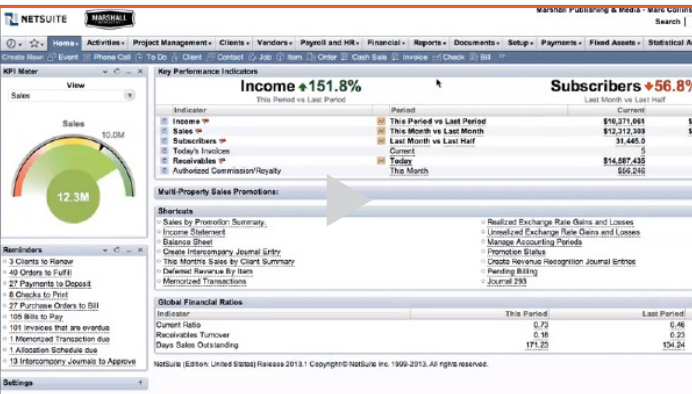 Marshall Publishing & Media - Marc Collins
NETSUITE MARSHALL
Search
Home Activities Project Management Clients Vendors Payroll and HR Financial Reports Documents Setup Payments Fixed Assets Statistical A
Create New Event Phone Call To Do Client Contact Job Item Order Cash Sale Invoice Check Bill
KPI Meter
View
Sales
Sales
10.0M
12.3M
Reminders
3 Clients to Renew
40 Orders to Fulfill
27 Payments to Deposit
8 Checks to Print
27 Purchase Orders to Bill
105 Bills to Pay
101 Invoices that are overdue
1 Memorized Transaction due
1 Allocation Schedule due
13 Intercompany Journals to Approve
Settings
Key Performance Indicators
Income 151.8%
This Period vs Last Period
Subscribers 56.8%
Last Month vs Last Half
Indicator Period Current
Income This Period vs Last Period $10,371,061
Sales This Month vs Last Month $12,312,303
Subscribers Last Month vs Last Half 31,445.0
Today's Invoices Current 5
Receivables Today $14,587,435
Authorized Commission/Royalty This Month $56,246
Multi-Property Sales Promotions:
Shortcuts
Sales by Promotion Summary.
Income Statement
Balance Sheet
Create Intercompany Journal Entry
This Month's Sales by Client Summary
Deferred Revenue By Item
Memorized Transactions
Realized Exchange Rate Gains and Losses
Unrealized Exchange Rate Gains and Losses
Manage Accounting Periods
Promotion Status
Create Revenue Recognition Journal Entries
Pending Billing
Journal 293
Global Financial Ratios
Indicator This Period Last Period
Current Ratio 0.73 0.46
Receivables Turnover 0.16 0.23
Days Sales Outstanding 171.23 134.24
NetSuite (Edition: United States) Release 2013.1 Copyright © NetSuite Inc. 1999-2013. All rights reserved.